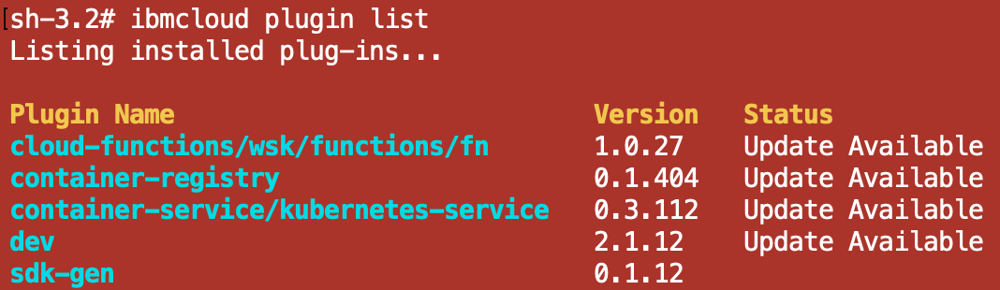 [sh-3.2# ibmcloud plugin list
Listing installed plug-ins...
Plugin Name Version Status
cloud-functions/wsk/functions/fn 1.0.27 Update Available
container-registry 0.1.404 Update Available
container-service/kubernetes-service 0.3.112 Update Available
dev 2.1.12 Update Available
sdk-gen 0.1.12